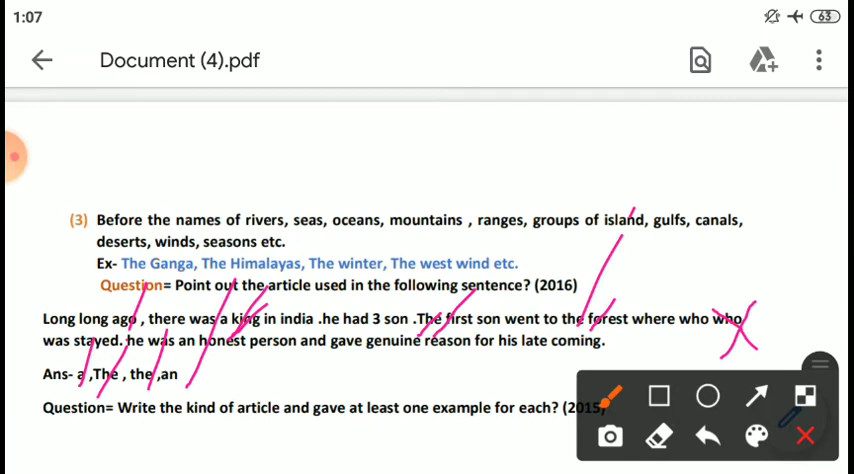 1:07
63
Document (4).pdf
(3) Before the names of rivers, seas, oceans, mountains , ranges, groups of island, gulfs, canals,
deserts, winds, seasons etc.
Ex- The Ganga, The Himalayas, The winter, The west wind etc.
Question= Point out the article used in the following sentence? (2016)
Long long ago , there was a king in india .he had 3 son .The first son went to the forest where who who
was stayed. he was an honest person and gave genuine reason for his late coming.
Ans- a ,The , the ,an
Question= Write the kind of article and gave at least one example for each? (2015)